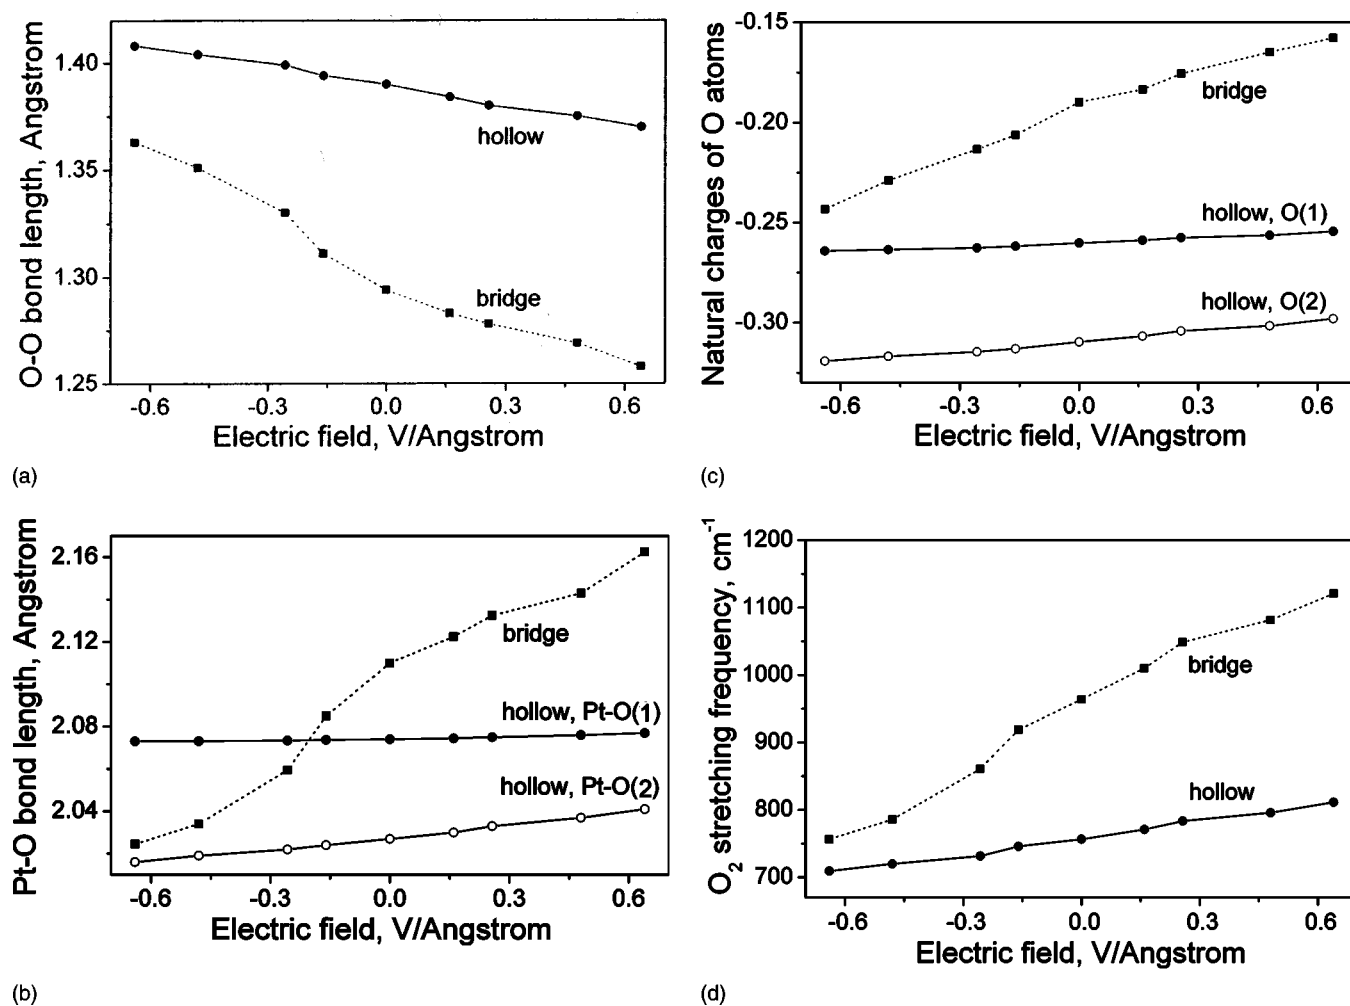 O-O bond length, Angstrom
1.40
1.35
1.30
1.25
hollow
bridge
-0.6 -0.3 0.0 0.3 0.6
Electric field, V/Angstrom
(a)
Natural charges of O atoms
-0.15
-0.20
-0.25
-0.30
bridge
hollow, O(1)
hollow, O(2)
-0.6 -0.3 0.0 0.3 0.6
Electric field, V/Angstrom
(c)
Pt-O bond length, Angstrom
2.16
2.12
2.08
2.04
bridge
hollow, Pt-O(1)
hollow, Pt-O(2)
-0.6 -0.3 0.0 0.3 0.6
Electric field, V/Angstrom
(b)
O₂ stretching frequency, cm⁻¹
1200
1100
1000
900
800
700
bridge
hollow
-0.6 -0.3 0.0 0.3 0.6
Electric field, V/Angstrom
(d)